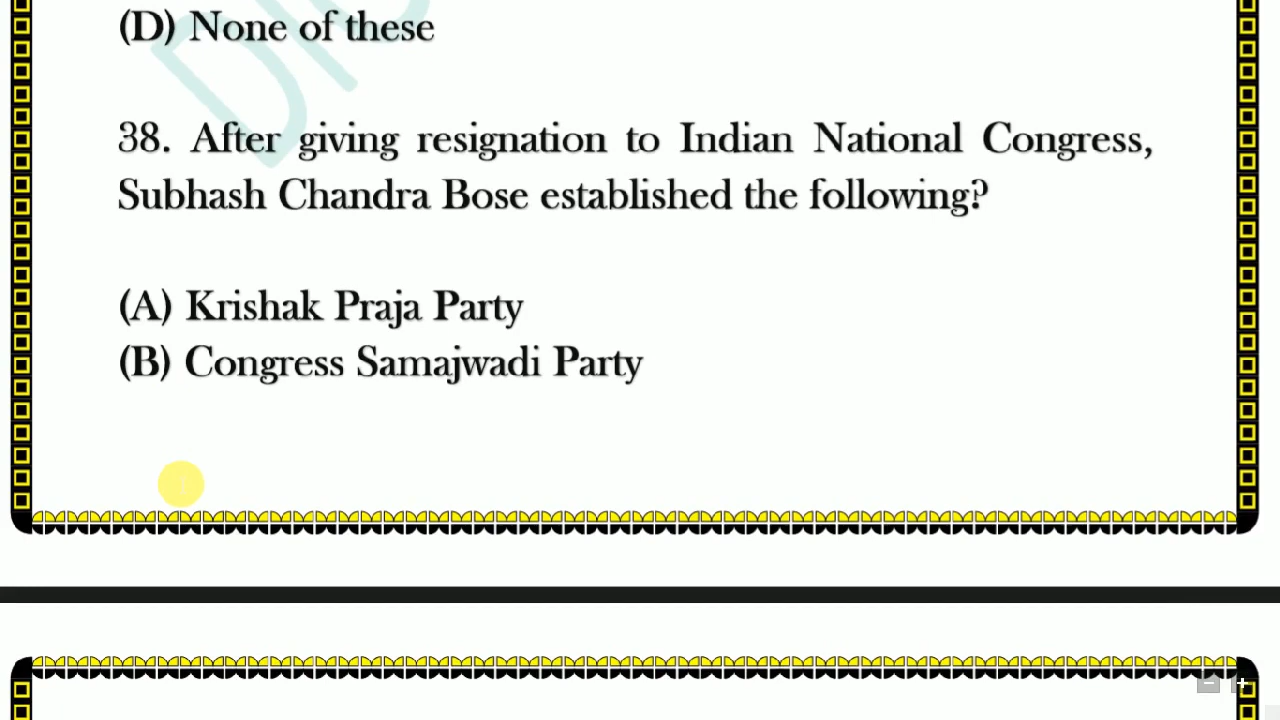 (D) None of these
38. After giving resignation to Indian National Congress,
Subhash Chandra Bose established the following?
(A) Krishak Praja Party
(B) Congress Samajwadi Party